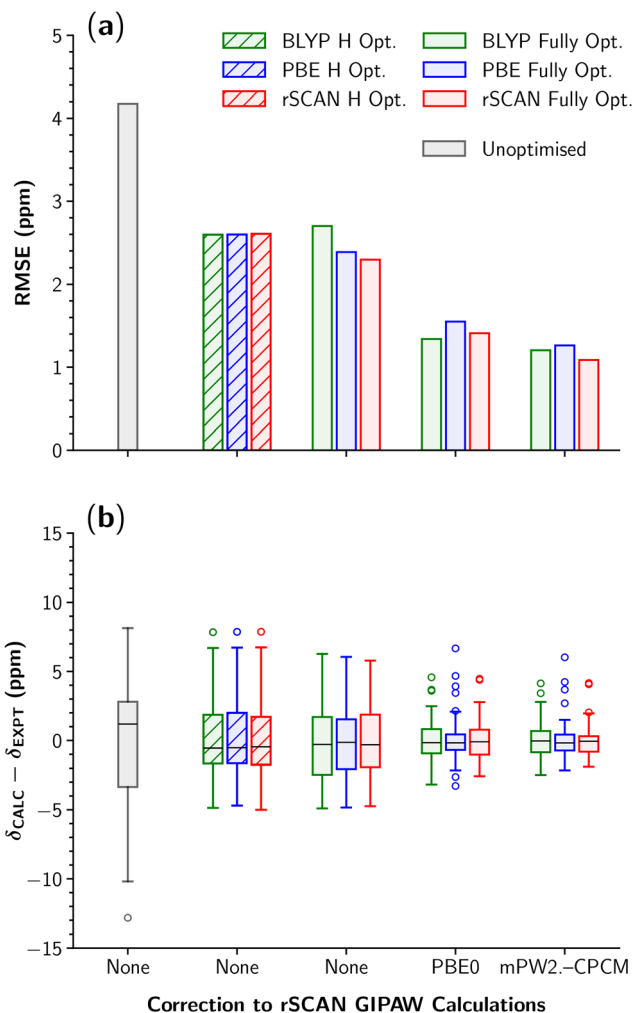 (a)
BLYP H Opt.
PBE H Opt.
rSCAN H Opt.
BLYP Fully Opt.
PBE Fully Opt.
rSCAN Fully Opt.
Unoptimised
RMSE (ppm)
5
4
3
2
1
0
(b)
δCALC − δEXPT (ppm)
15
10
5
0
−5
−10
−15
None None None PBE0 mPW2.–CPCM
Correction to rSCAN GIPAW Calculations